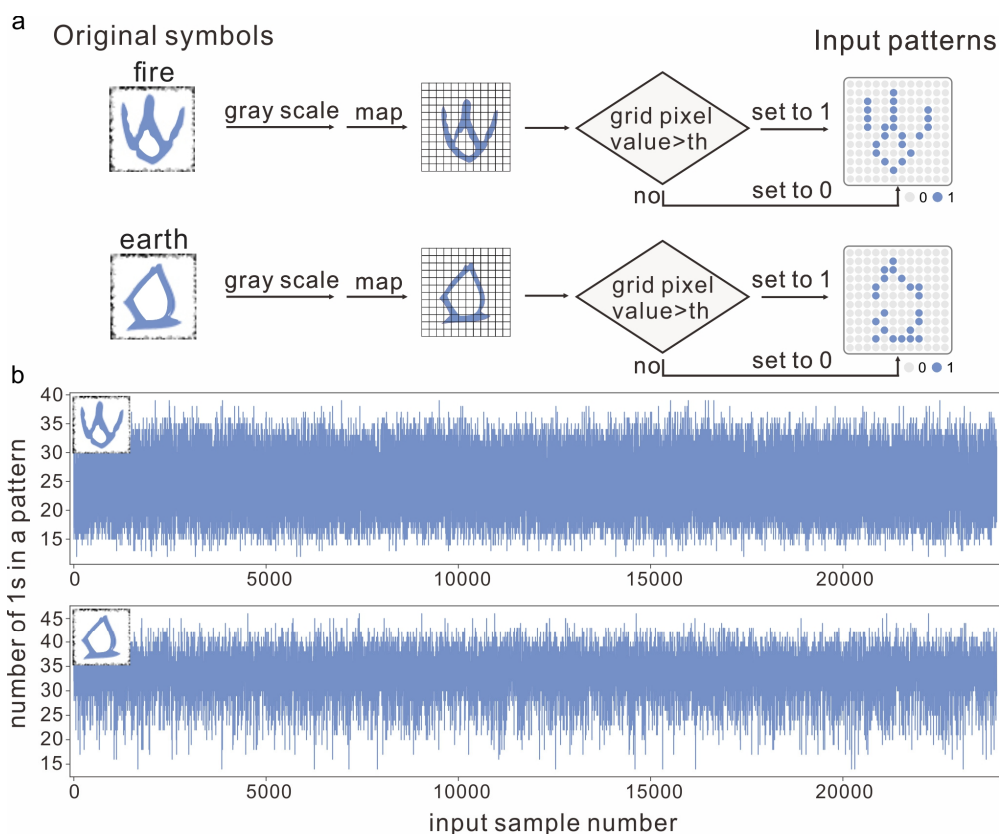 a
Original symbols
Input patterns
fire
gray scale
map
grid pixel
value>th
set to 1
no
set to 0
0 1
earth
gray scale
map
grid pixel
value>th
set to 1
no
set to 0
0 1
b
number of 1s in a pattern
40
35
30
25
20
15
0 5000 10000 15000 20000
45
40
35
30
25
20
15
0 5000 10000 15000 20000
input sample number